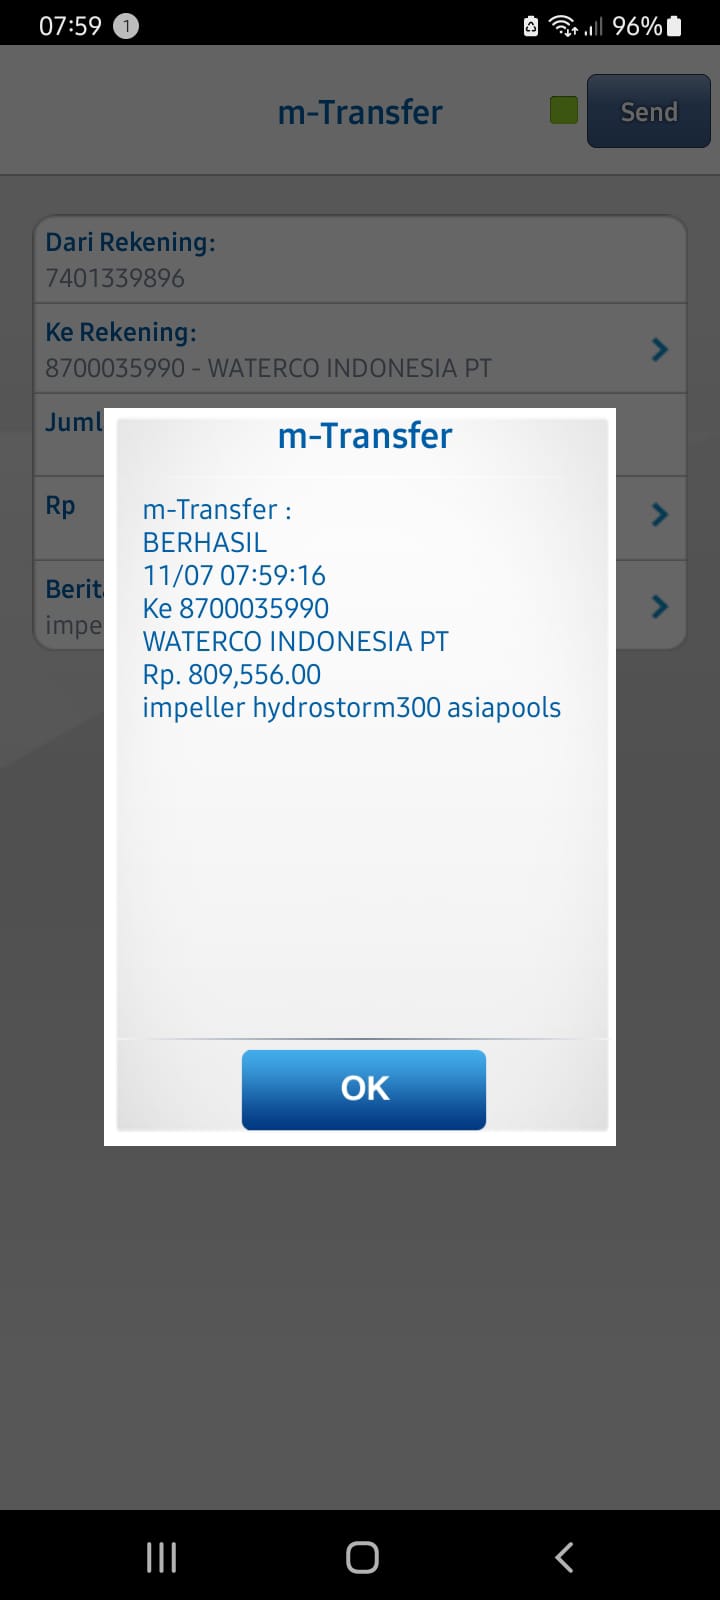 07:59 1 96%
m-Transfer
Send
Dari Rekening:
7401339896
Ke Rekening:
8700035990 - WATERCO INDONESIA PT
Juml
Rp
Berit
impe
m-Transfer
m-Transfer :
BERHASIL
11/07 07:59:16
Ke 8700035990
WATERCO INDONESIA PT
Rp. 809,556.00
impeller hydrostorm300 asiapools
OK